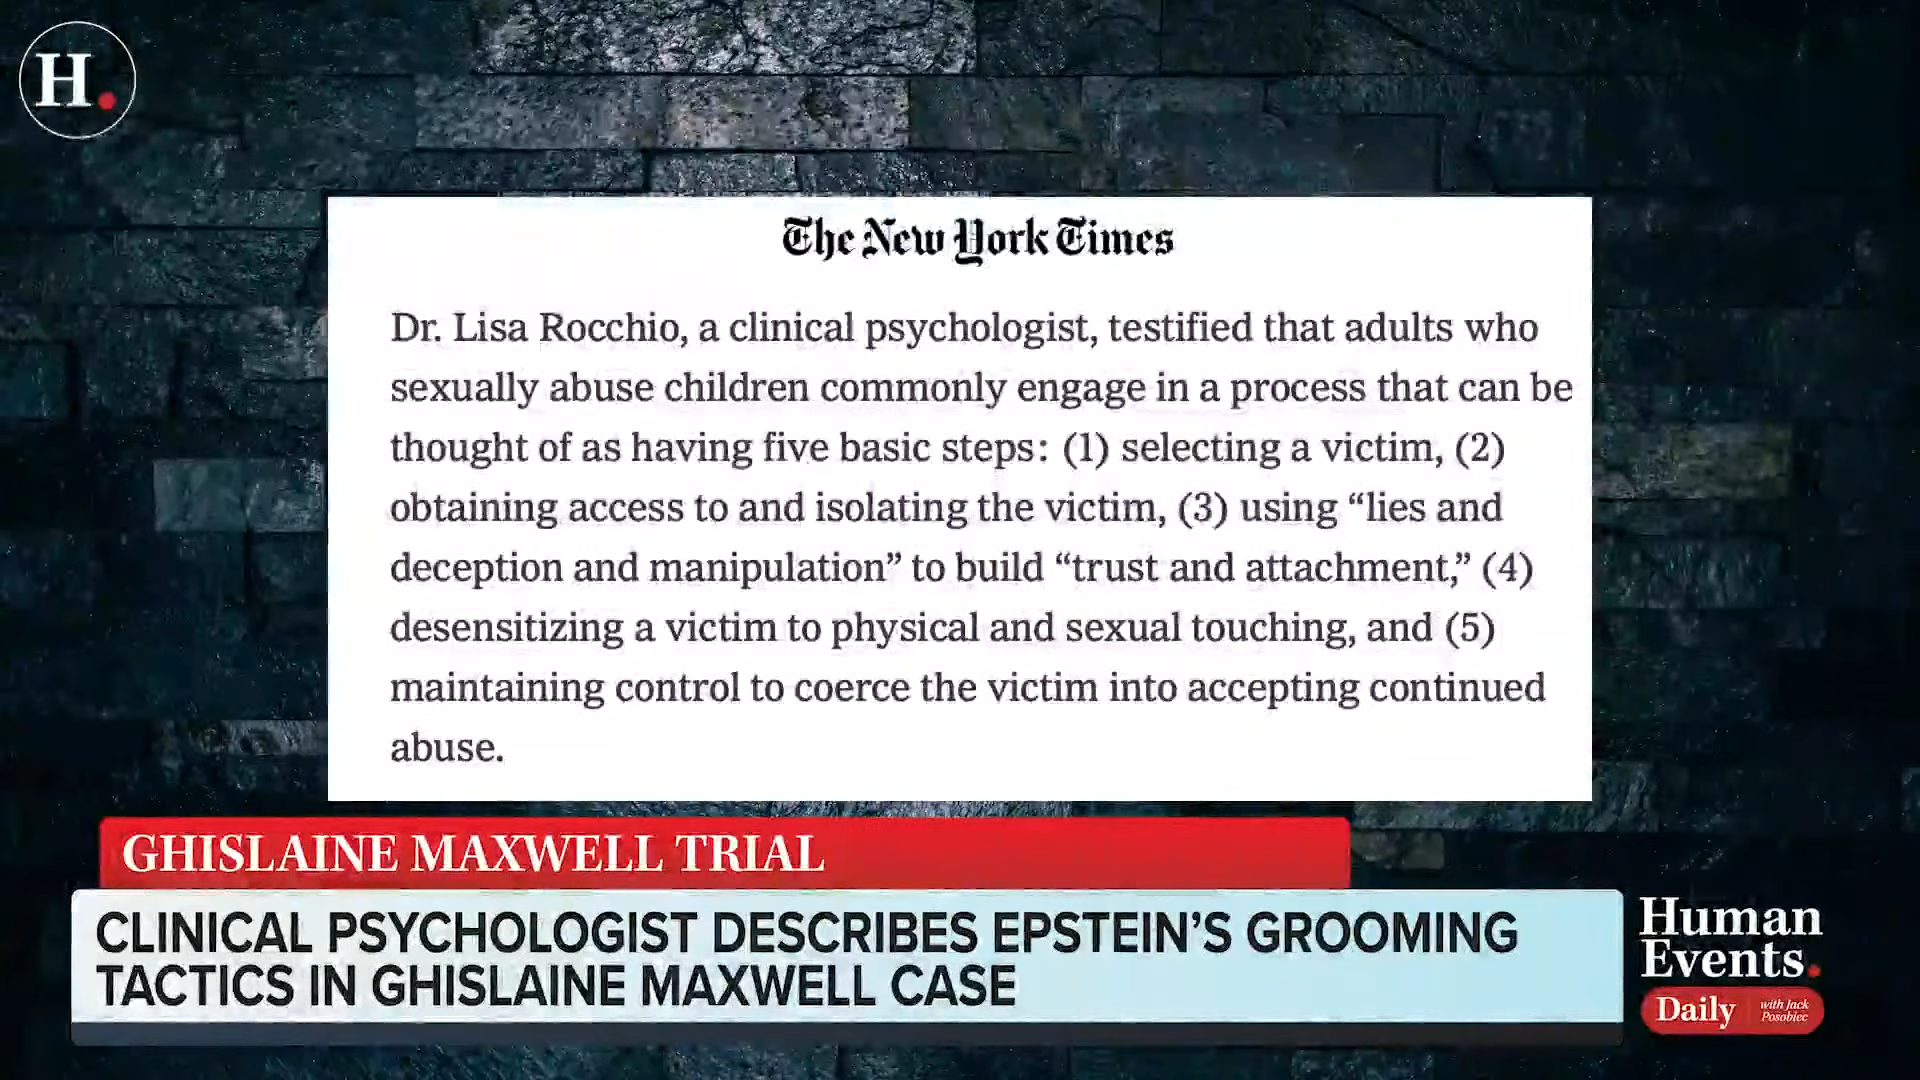 H.
The New York Times
Dr. Lisa Rocchio, a clinical psychologist, testified that adults who
sexually abuse children commonly engage in a process that can be
thought of as having five basic steps: (1) selecting a victim, (2)
obtaining access to and isolating the victim, (3) using “lies and
deception and manipulation” to build “trust and attachment,” (4)
desensitizing a victim to physical and sexual touching, and (5)
maintaining control to coerce the victim into accepting continued
abuse.
GHISLAINE MAXWELL TRIAL
CLINICAL PSYCHOLOGIST DESCRIBES EPSTEIN’S GROOMING
TACTICS IN GHISLAINE MAXWELL CASE
Human
Events.
Daily
with Jack
Posobiec